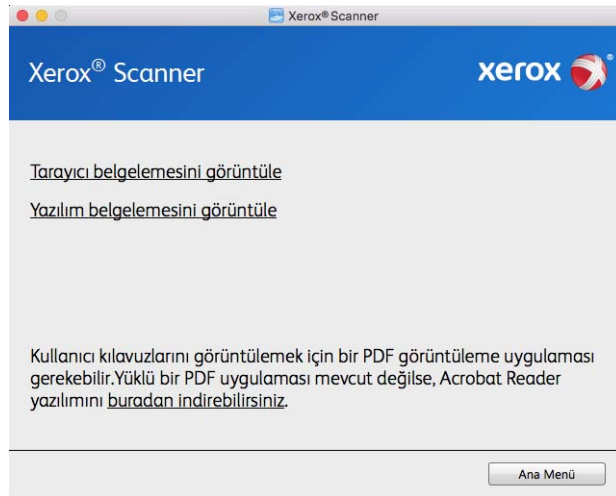 Xerox® Scanner
Xerox® Scanner
xerox ®
Tarayıcı belgelemesini görüntüle
Yazılım belgelemesini görüntüle
Kullanıcı kılavuzlarını görüntülemek için bir PDF görüntüleme uygulaması
gerekebilir.Yüklü bir PDF uygulaması mevcut değilse, Acrobat Reader
yazılımını buradan indirebilirsiniz.
Ana Menü